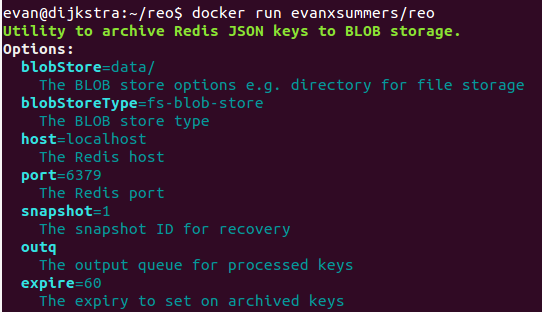 evan@dijkstra:~/reo$ docker run evanxsummers/reo
Utility to archive Redis JSON keys to BLOB storage.
Options:
blobStore=data/
The BLOB store options e.g. directory for file storage
blobStoreType=fs-blob-store
The BLOB store type
host=localhost
The Redis host
port=6379
The Redis port
snapshot=1
The snapshot ID for recovery
outq
The output queue for processed keys
expire=60
The expiry to set on archived keys